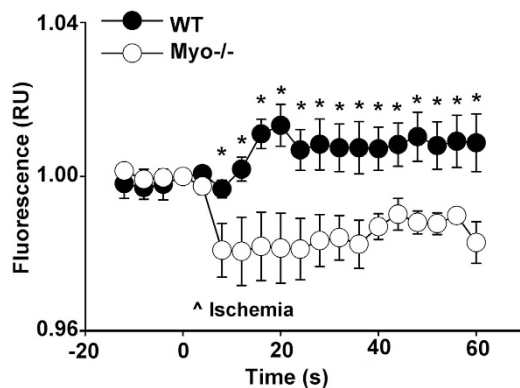 1.04
WT
Myo-/-
* * * * * * * * * * * * * *
1.00
Fluorescence (RU)
^ Ischemia
0.96
-20 0 20 40 60
Time (s)